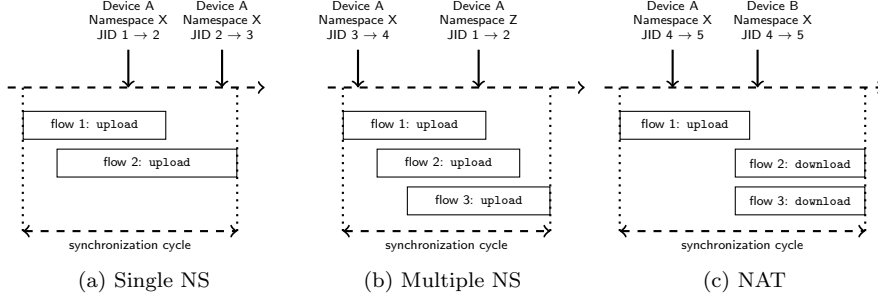 Device A
Namespace X
JID 1 → 2
Device A
Namespace X
JID 2 → 3
flow 1: upload
flow 2: upload
synchronization cycle
(a) Single NS
Device A
Namespace X
JID 3 → 4
Device A
Namespace Z
JID 1 → 2
flow 1: upload
flow 2: upload
flow 3: upload
synchronization cycle
(b) Multiple NS
Device A
Namespace X
JID 4 → 5
Device B
Namespace X
JID 4 → 5
flow 1: upload
flow 2: download
flow 3: download
synchronization cycle
(c) NAT